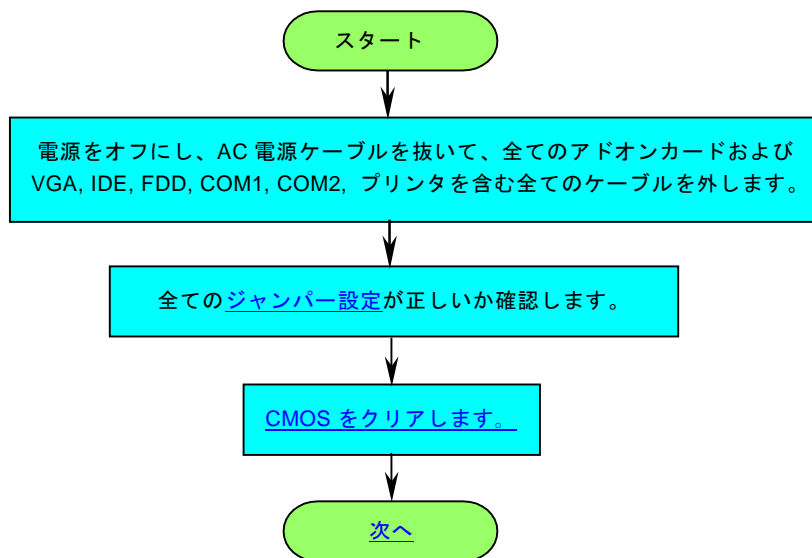 スタート
電源をオフにし、AC 電源ケーブルを抜いて、全てのアドオンカードおよび
VGA, IDE, FDD, COM1, COM2, プリンタを含む全てのケーブルを外します。
全てのジャンパー設定が正しいか確認します。
CMOS をクリアします。
次へ